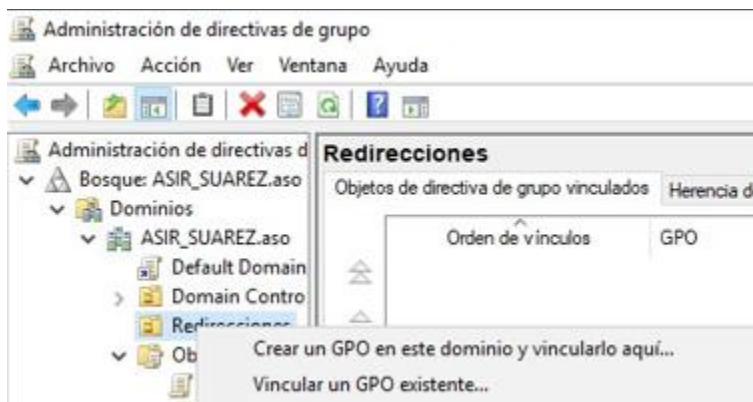 Administración de directivas de grupo
Archivo Acción Ver Ventana Ayuda
Administración de directivas d
Bosque: ASIR_SUAREZ.aso
Dominios
ASIR_SUAREZ.aso
Default Domain
Domain Contro
Redirecciones
Ob
Redirecciones
Objetos de directiva de grupo vinculados Herencia d
Orden de vínculos GPO
Crear un GPO en este dominio y vincularlo aquí...
Vincular un GPO existente...